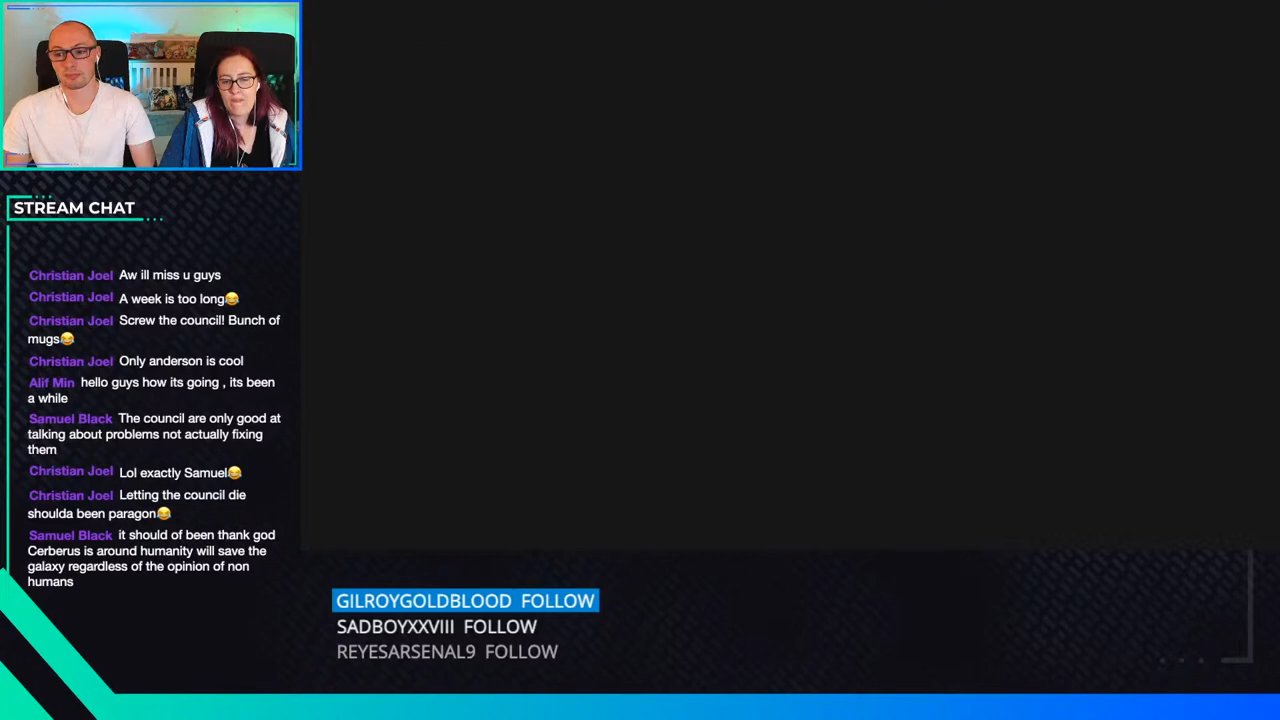 STREAM CHAT
Christian Joel Aw ill miss u guys
Christian Joel A week is too long😂
Christian Joel Screw the council! Bunch of
mugs😂
Christian Joel Only anderson is cool
Alif Min hello guys how its going , its been
a while
Samuel Black The council are only good at
talking about problems not actually fixing
them
Christian Joel Lol exactly Samuel😂
Christian Joel Letting the council die
shoulda been paragon😂
Samuel Black it should of been thank god
Cerberus is around humanity will save the
galaxy regardless of the opinion of non
humans
GILROYGOLDBLOOD FOLLOW
SADBOYXXVIII FOLLOW
REYESARSENAL9 FOLLOW